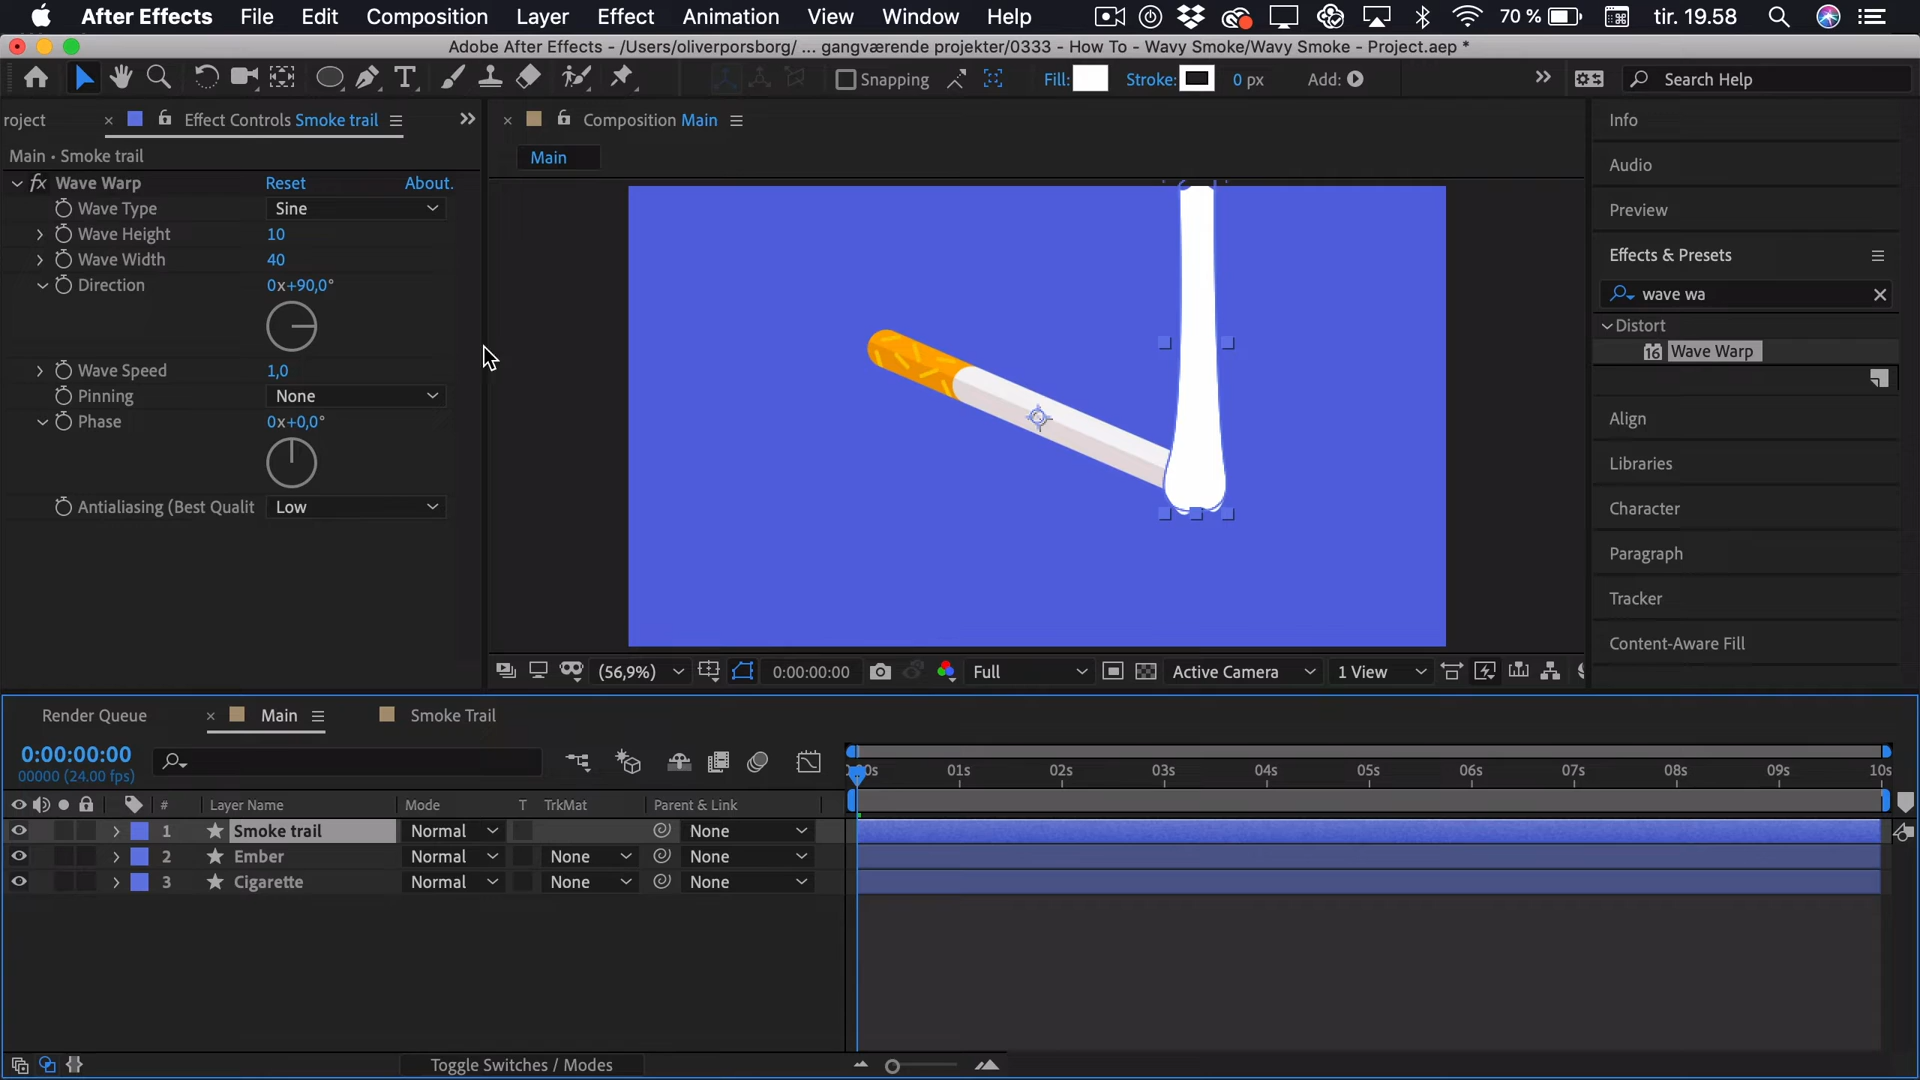 After Effects File Edit Composition Layer Effect Animation View Window Help 70 % tir. 19.58
Adobe After Effects - /Users/oliverporsborg/ ... gangværende projekter/0333 - How To - Wavy Smoke/Wavy Smoke - Project.aep *
Snapping Fill: Stroke: 0 px Add: Search Help
roject Effect Controls Smoke trail
Main • Smoke trail
fx Wave Warp Reset About.
Wave Type Sine
Wave Height 10
Wave Width 40
Direction 0x+90,0°
Wave Speed 1,0
Pinning None
Phase 0x+0,0°
Antialiasing (Best Qualit Low
Composition Main
Main
(56,9%) 0:00:00:00 Full Active Camera 1 View
Info
Audio
Preview
Effects & Presets
wave wa
Distort
16 Wave Warp
Align
Libraries
Character
Paragraph
Tracker
Content-Aware Fill
Render Queue Main Smoke Trail
0:00:00:00
00000 (24.00 fps)
01s 02s 03s 04s 05s 06s 07s 08s 09s 10s
# Layer Name Mode T TrkMat Parent & Link
1 Smoke trail Normal None
2 Ember Normal None None
3 Cigarette Normal None None
Toggle Switches / Modes